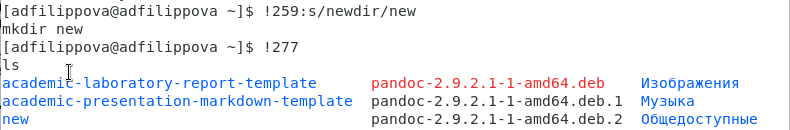 [adfilippova@adfilippova ~]$ !259:s/newdir/new
mkdir new
[adfilippova@adfilippova ~]$ !277
ls
academic-laboratory-report-template pandoc-2.9.2.1-1-amd64.deb Изображения
academic-presentation-markdown-template pandoc-2.9.2.1-1-amd64.deb.1 Музыка
new pandoc-2.9.2.1-1-amd64.deb.2 Общедоступные